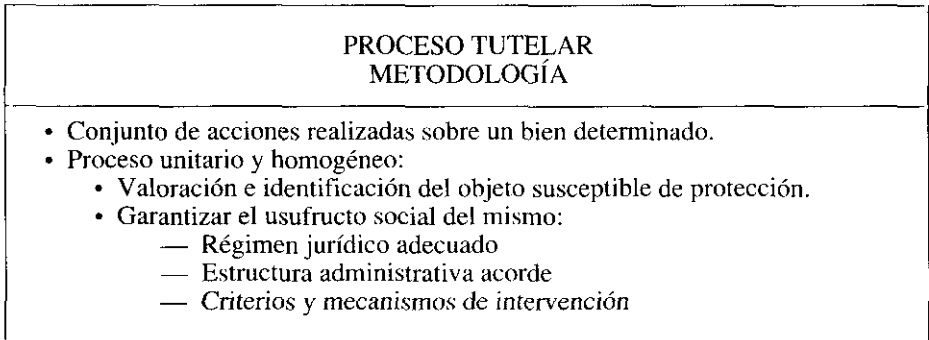 PROCESO TUTELAR
METODOLOGÍA
• Conjunto de acciones realizadas sobre un bien determinado.
• Proceso unitario y homogéneo:
• Valoración e identificación del objeto susceptible de protección.
• Garantizar el usufructo social del mismo:
— Régimen jurídico adecuado
— Estructura administrativa acorde
— Criterios y mecanismos de intervención